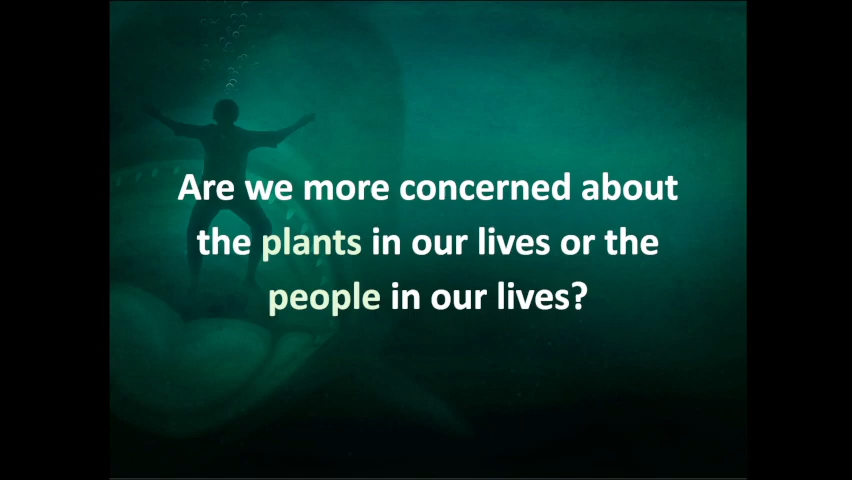 Are we more concerned about
the plants in our lives or the
people in our lives?